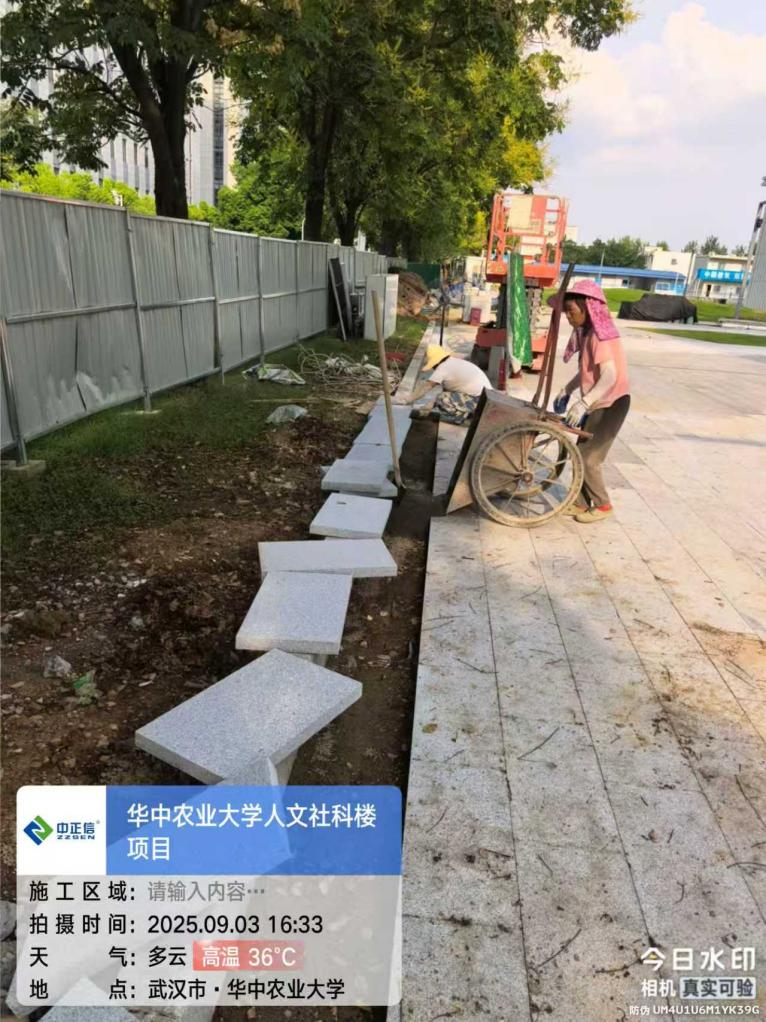 中正信
ZZSEN
华中农业大学人文社科楼
项目
施工区域：请输入内容…
拍摄时间：2025.09.03 16:33
天气：多云 高温 36°C
地点：武汉市·华中农业大学
今日水印
相机 真实可验
防伪 UM4U1U6M1YK39G